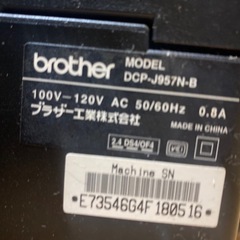 brother
MODEL
DCP-J957N-B
100V-120V AC 50/60Hz 0.8A
ブラザー工業株式会社
MADE IN CHINA
2.4 DS4/OF4
Machine SN
*E73546G4F180516*